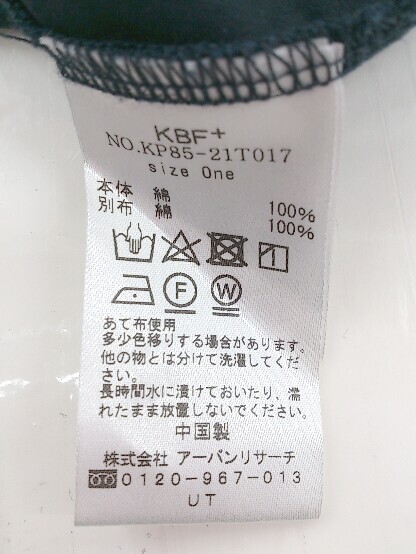 KBF+
NO.KP85-21T017
size One
本体 綿 100%
別布 綿 100%
F W
あて布使用
多少色移りする場合があります。
他の物とは分けて洗濯してくだ
さい。
長時間水に漬けておいたり、濡
れたまま放置しないでください。
中国製
株式会社 アーバンリサーチ
0120-967-013
UT